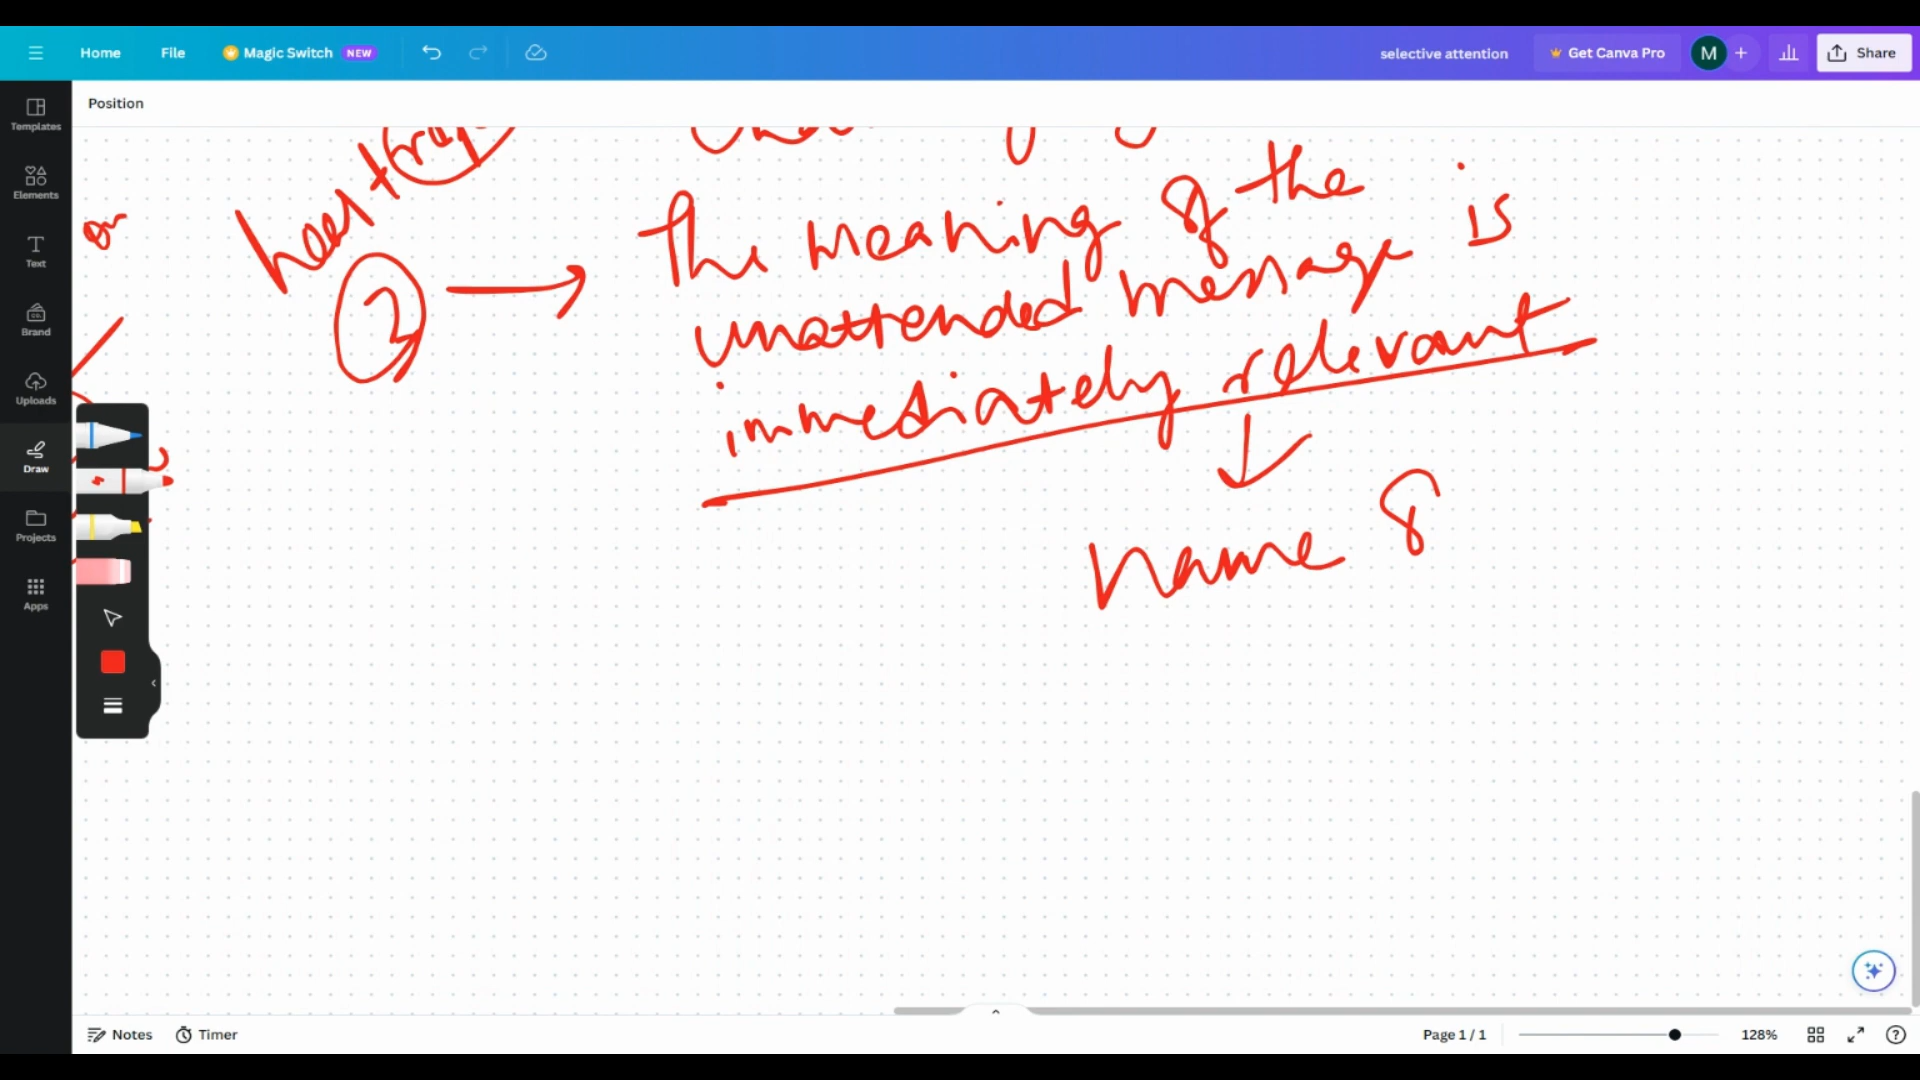 Home File Magic Switch NEW selective attention Get Canva Pro M + Share
Position
Templates
Elements
Text
Brand
Uploads
Draw
Projects
Apps
or
②
The meaning of the
unattended message is
immediately relevant
name of
Notes Timer Page 1 / 1 128%